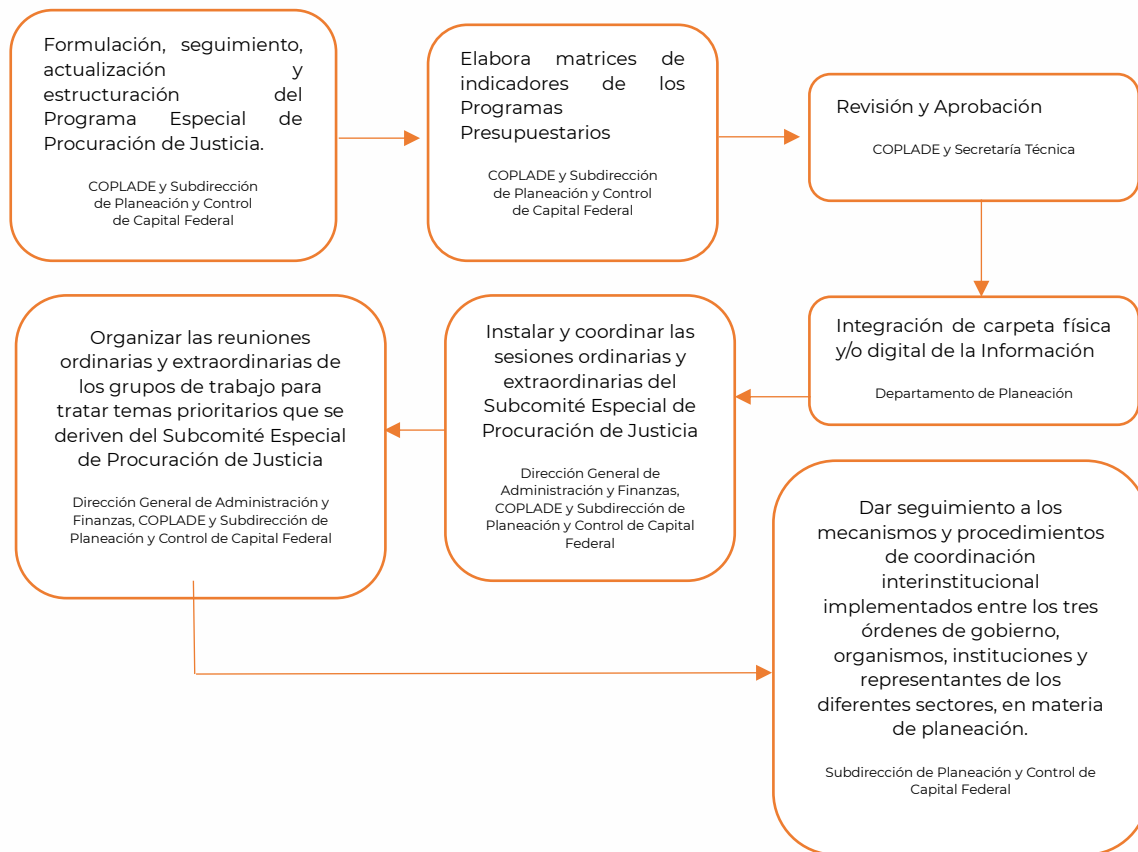 Formulación, seguimiento,
actualización y
estructuración del
Programa Especial de
Procuración de Justicia.
COPLADE y Subdirección
de Planeación y Control
de Capital Federal
Elabora matrices de
indicadores de los
Programas
Presupuestarios
COPLADE y Subdirección
de Planeación y Control
de Capital Federal
Revisión y Aprobación
COPLADE y Secretaría Técnica
Integración de carpeta física
y/o digital de la Información
Departamento de Planeación
Instalar y coordinar las
sesiones ordinarias y
extraordinarias del
Subcomité Especial de
Procuración de Justicia
Dirección General de
Administración y Finanzas,
COPLADE y Subdirección de
Planeación y Control de Capital
Federal
Organizar las reuniones
ordinarias y extraordinarias de
los grupos de trabajo para
tratar temas prioritarios que se
deriven del Subcomité Especial
de Procuración de Justicia
Dirección General de Administración y
Finanzas, COPLADE y Subdirección de
Planeación y Control de Capital Federal
Dar seguimiento a los
mecanismos y procedimientos
de coordinación
interinstitucional
implementados entre los tres
órdenes de gobierno,
organismos, instituciones y
representantes de los
diferentes sectores, en materia
de planeación.
Subdirección de Planeación y Control de
Capital Federal